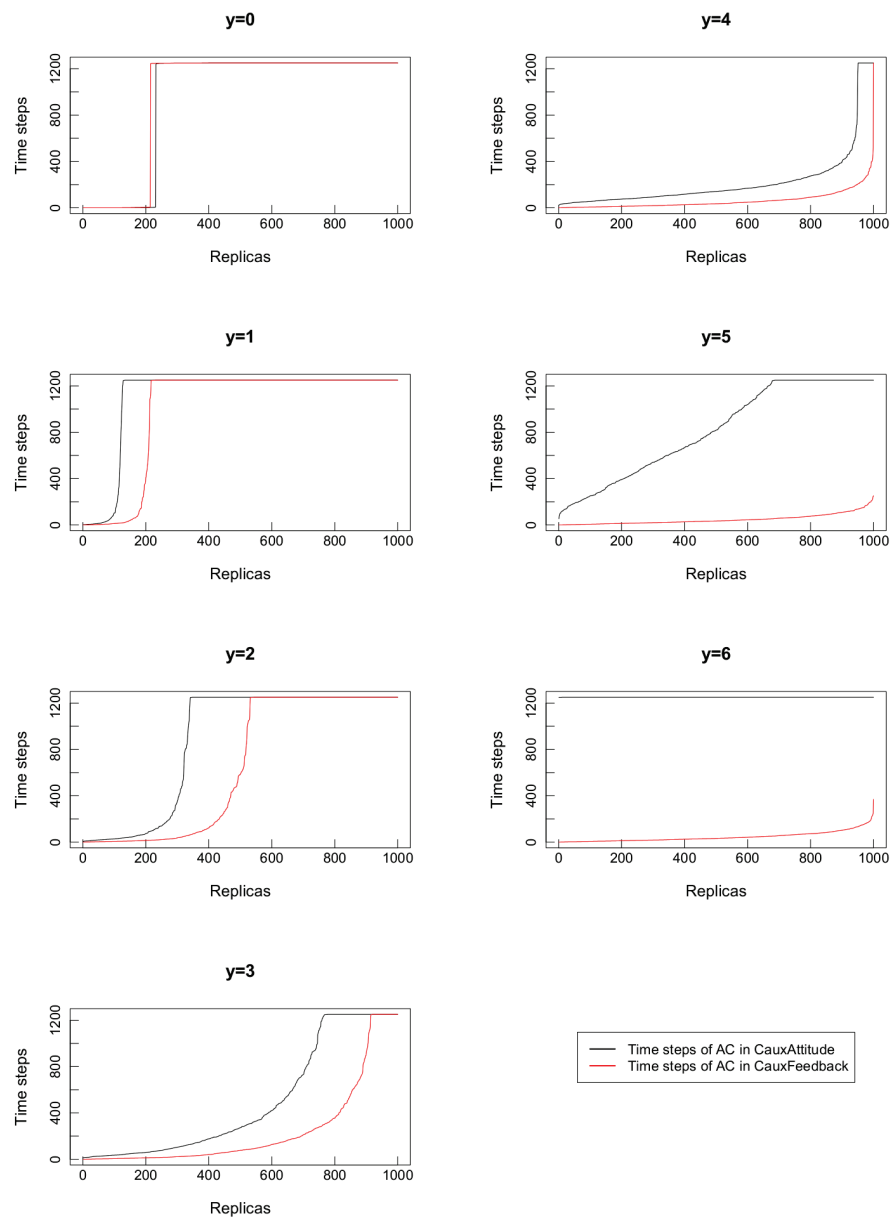 y=0
Time steps
0 400 800 1200
0 200 400 600 800 1000
Replicas
y=1
Time steps
0 400 800 1200
0 200 400 600 800 1000
Replicas
y=2
Time steps
0 400 800 1200
0 200 400 600 800 1000
Replicas
y=3
Time steps
0 400 800 1200
0 200 400 600 800 1000
Replicas
y=4
Time steps
0 400 1200
0 200 400 600 800 1000
Replicas
y=5
Time steps
0 400 800 1200
0 200 400 600 800 1000
Replicas
y=6
Time steps
0 400 800 1200
0 200 400 600 800 1000
Replicas
Time steps of AC in CauxAttitude
Time steps of AC in CauxFeedback